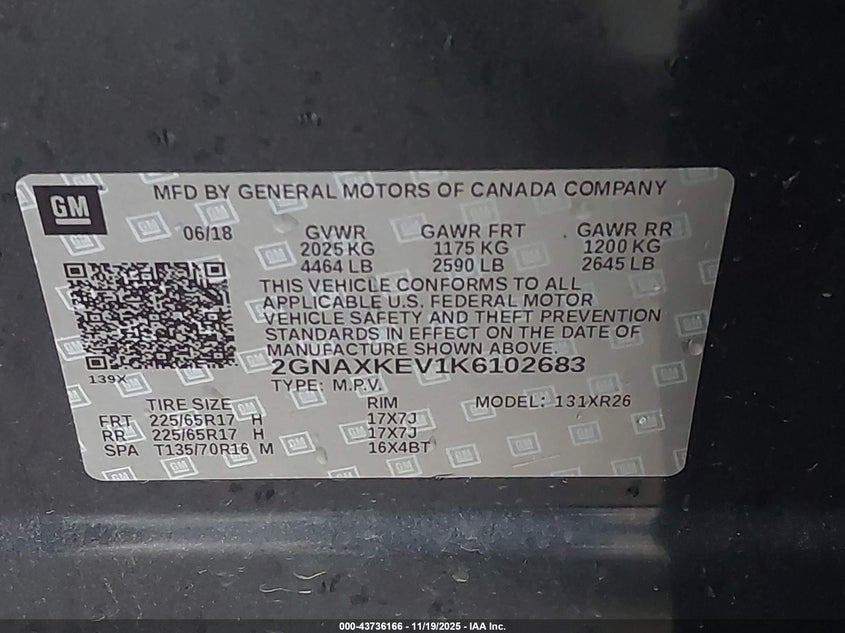 GM
MFD BY GENERAL MOTORS OF CANADA COMPANY
06/18 GVWR GAWR FRT GAWR RR
2025 KG 1175 KG 1200 KG
4464 LB 2590 LB 2645 LB
THIS VEHICLE CONFORMS TO ALL
APPLICABLE U.S. FEDERAL MOTOR
VEHICLE SAFETY AND THEFT PREVENTION
STANDARDS IN EFFECT ON THE DATE OF
MANUFACTURE SHOWN ABOVE.
139X
2GNAXKEV1K6102683
TYPE: M.P.V.
TIRE SIZE RIM MODEL: 131XR26
FRT 225/65R17 H 17X7J
RR 225/65R17 H 17X7J
SPA T135/70R16 M 16X4BT
000-43736166 - 11/19/2025 - IAA Inc.